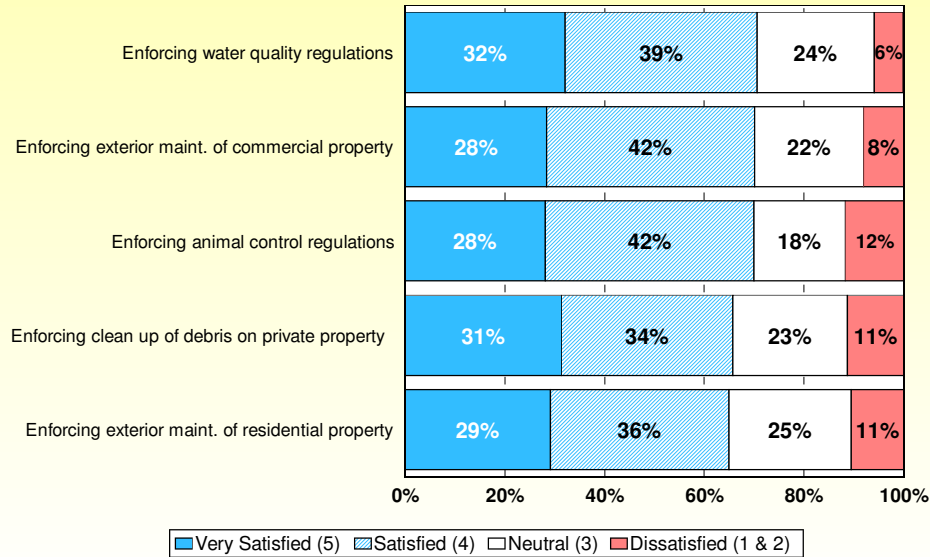 Enforcing water quality regulations 32% 39% 24% 6%
Enforcing exterior maint. of commercial property 28% 42% 22% 8%
Enforcing animal control regulations 28% 42% 18% 12%
Enforcing clean up of debris on private property 31% 34% 23% 11%
Enforcing exterior maint. of residential property 29% 36% 25% 11%
0% 20% 40% 60% 80% 100%
Very Satisfied (5) Satisfied (4) Neutral (3) Dissatisfied (1 & 2)